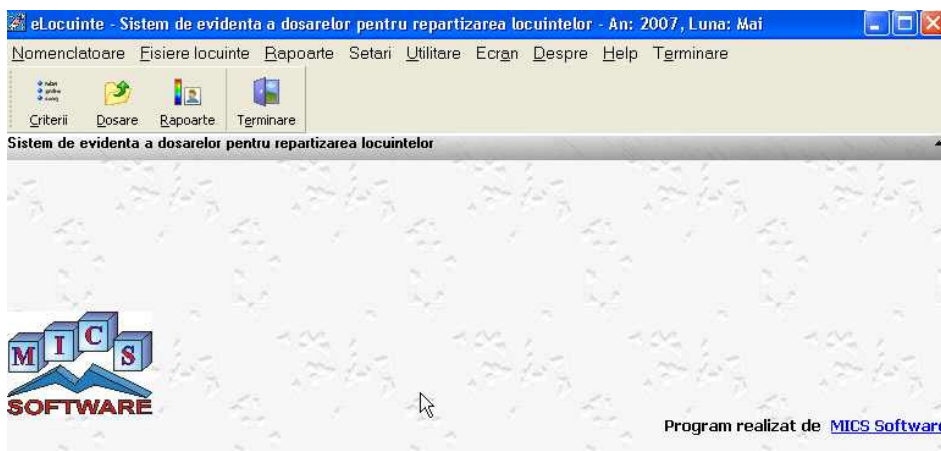 eLocuinte - Sistem de evidenta a dosarelor pentru repartizarea locuintelor - An: 2007, Luna: Mai
Nomenclatoare Fisiere locuinte Rapoarte Setari Utilitare Ecran Despre Help Terminare
Criterii Dosare Rapoarte Terminare
Sistem de evidenta a dosarelor pentru repartizarea locuintelor
MICS
SOFTWARE
Program realizat de MICS Software